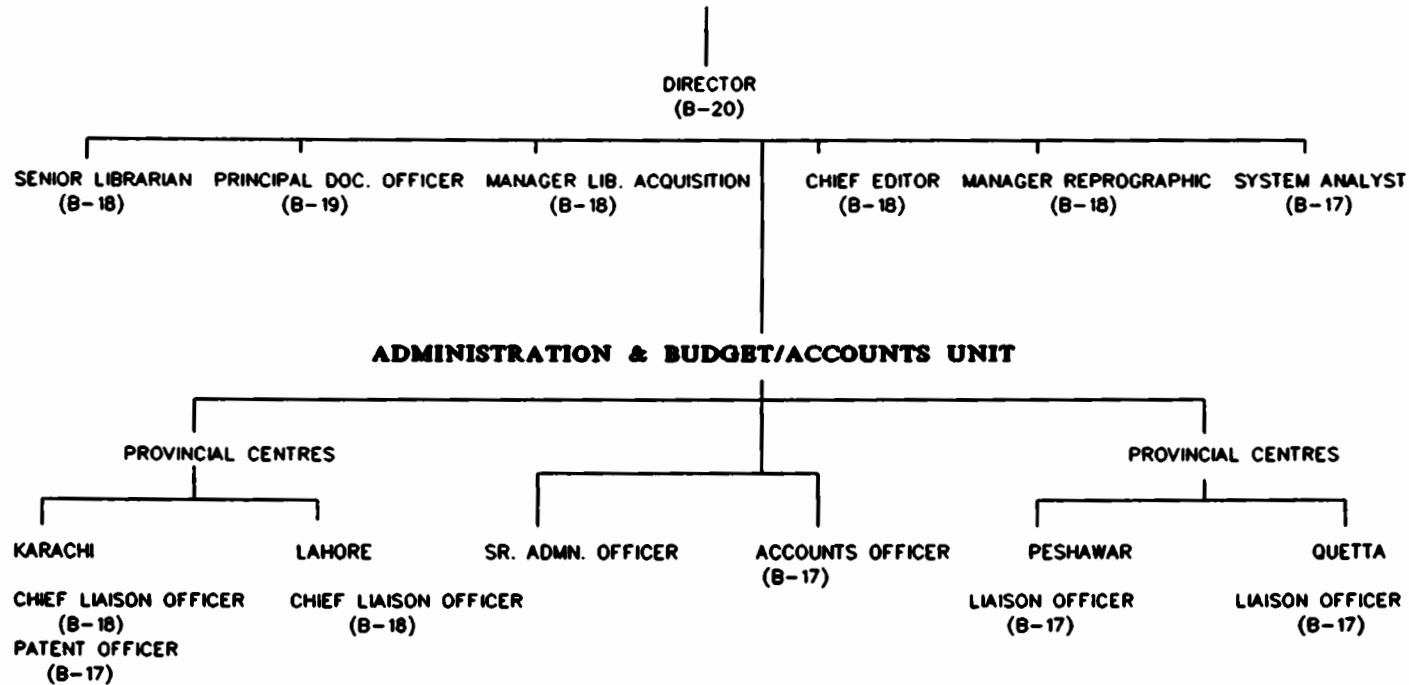 DIRECTOR
(B-20)
SENIOR LIBRARIAN
(B-18)
PRINCIPAL DOC. OFFICER
(B-19)
MANAGER LIB. ACQUISITION
(B-18)
CHIEF EDITOR
(B-18)
MANAGER REPROGRAPHIC
(B-18)
SYSTEM ANALYST
(B-17)
ADMINISTRATION & BUDGET/ACCOUNTS UNIT
PROVINCIAL CENTRES
PROVINCIAL CENTRES
KARACHI
CHIEF LIAISON OFFICER
(B-18)
PATENT OFFICER
(B-17)
LAHORE
CHIEF LIAISON OFFICER
(B-18)
SR. ADMN. OFFICER
ACCOUNTS OFFICER
(B-17)
PESHAWAR
LIAISON OFFICER
(B-17)
QUETTA
LIAISON OFFICER
(B-17)